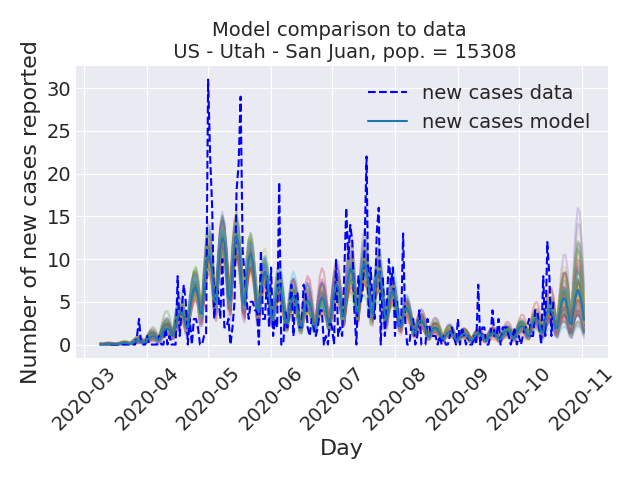 Model comparison to data
US - Utah - San Juan, pop. = 15308
Number of new cases reported
30
25
20
15
10
5
0
new cases data
new cases model
2020-03
2020-04
2020-05
2020-06
2020-07
2020-08
2020-09
2020-10
2020-11
Day